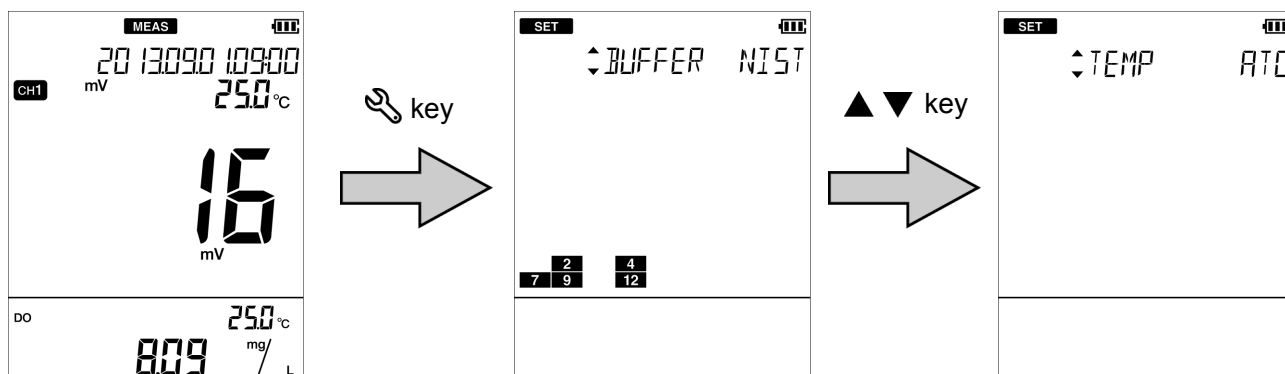 MEAS
2013.09.01.09:00
CH1 mV 25.0 °C
16
mV
DO 25.0 °C
8.09 mg/L
key
SET
BUFFER NIST
2 4
7 9 12
▲ ▼ key
SET
TEMP ATC